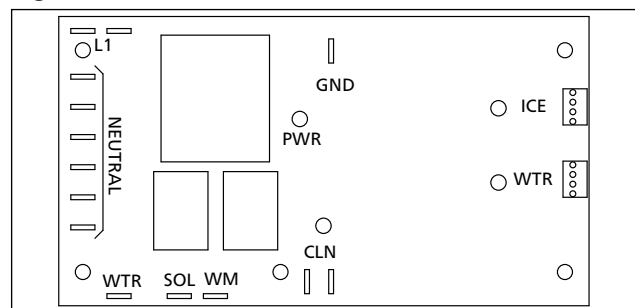 L1
GND
ICE
PWR
NEUTRAL
WTR
CLN
WTR
SOL
WM